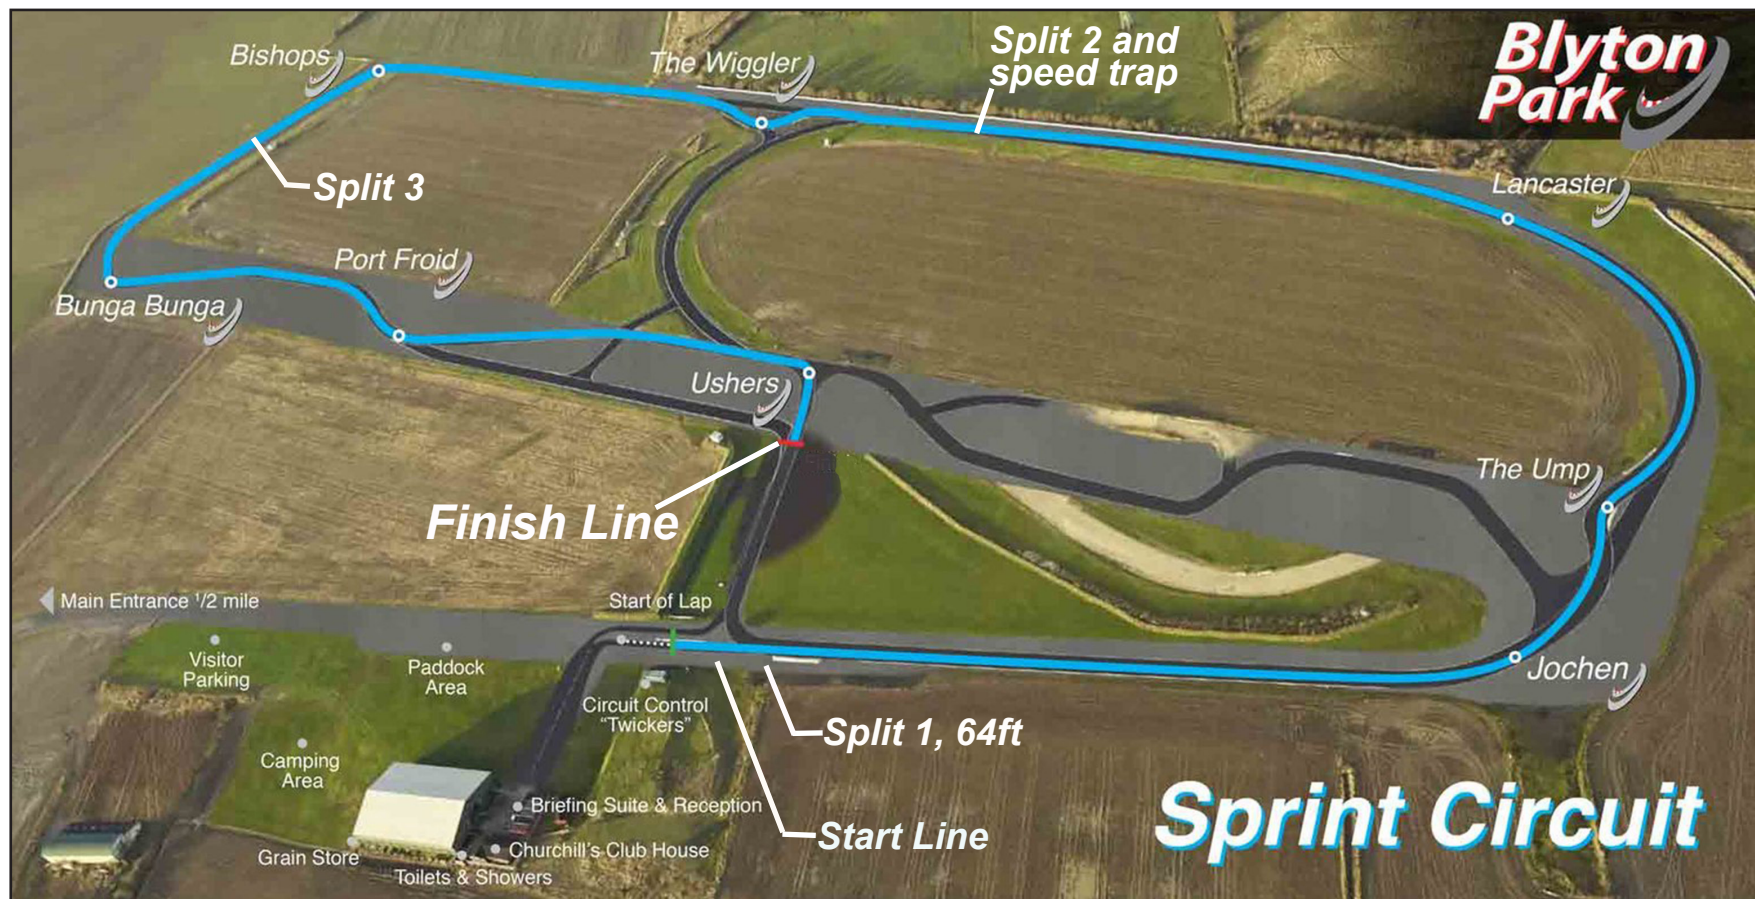 Bishops
The Wiggler
Split 2 and
speed trap
Blyton
Park
Split 3
Lancaster
Port Froid
Bunga Bunga
Ushers
The Ump
Finish Line
Main Entrance 1/2 mile
Start of Lap
Visitor
Parking
Paddock
Area
Jochen
Circuit Control
"Twickers"
Split 1, 64ft
Camping
Area
Briefing Suite & Reception
Start Line
Sprint Circuit
Churchill's Club House
Grain Store
Toilets & Showers